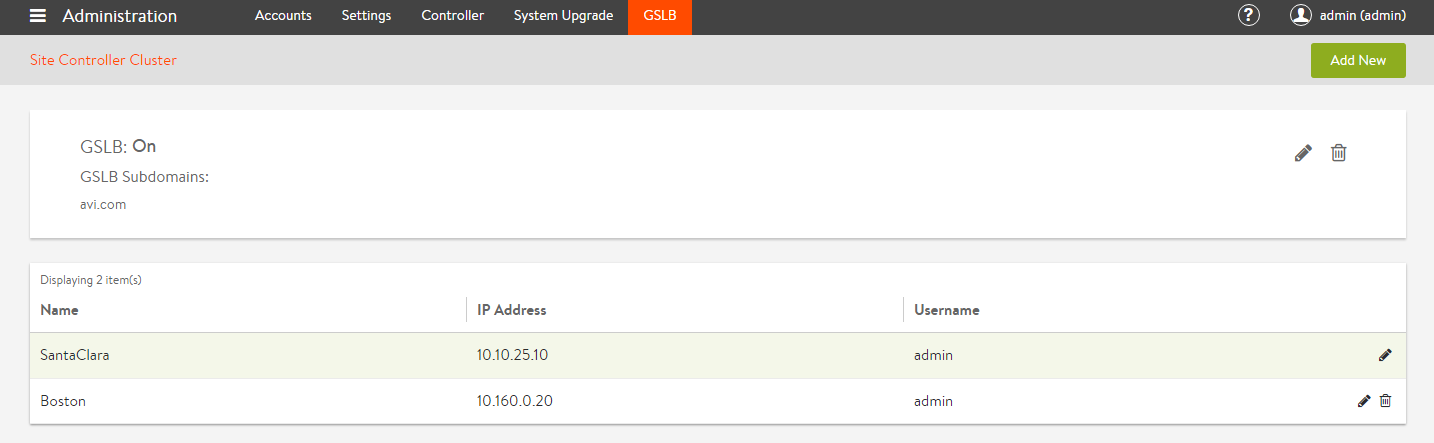 Administration Accounts Settings Controller System Upgrade GSLB ? admin (admin)
Site Controller Cluster Add New
GSLB: On
GSLB Subdomains:
avi.com
Displaying 2 item(s)
Name IP Address Username
SantaClara 10.10.25.10 admin
Boston 10.160.0.20 admin